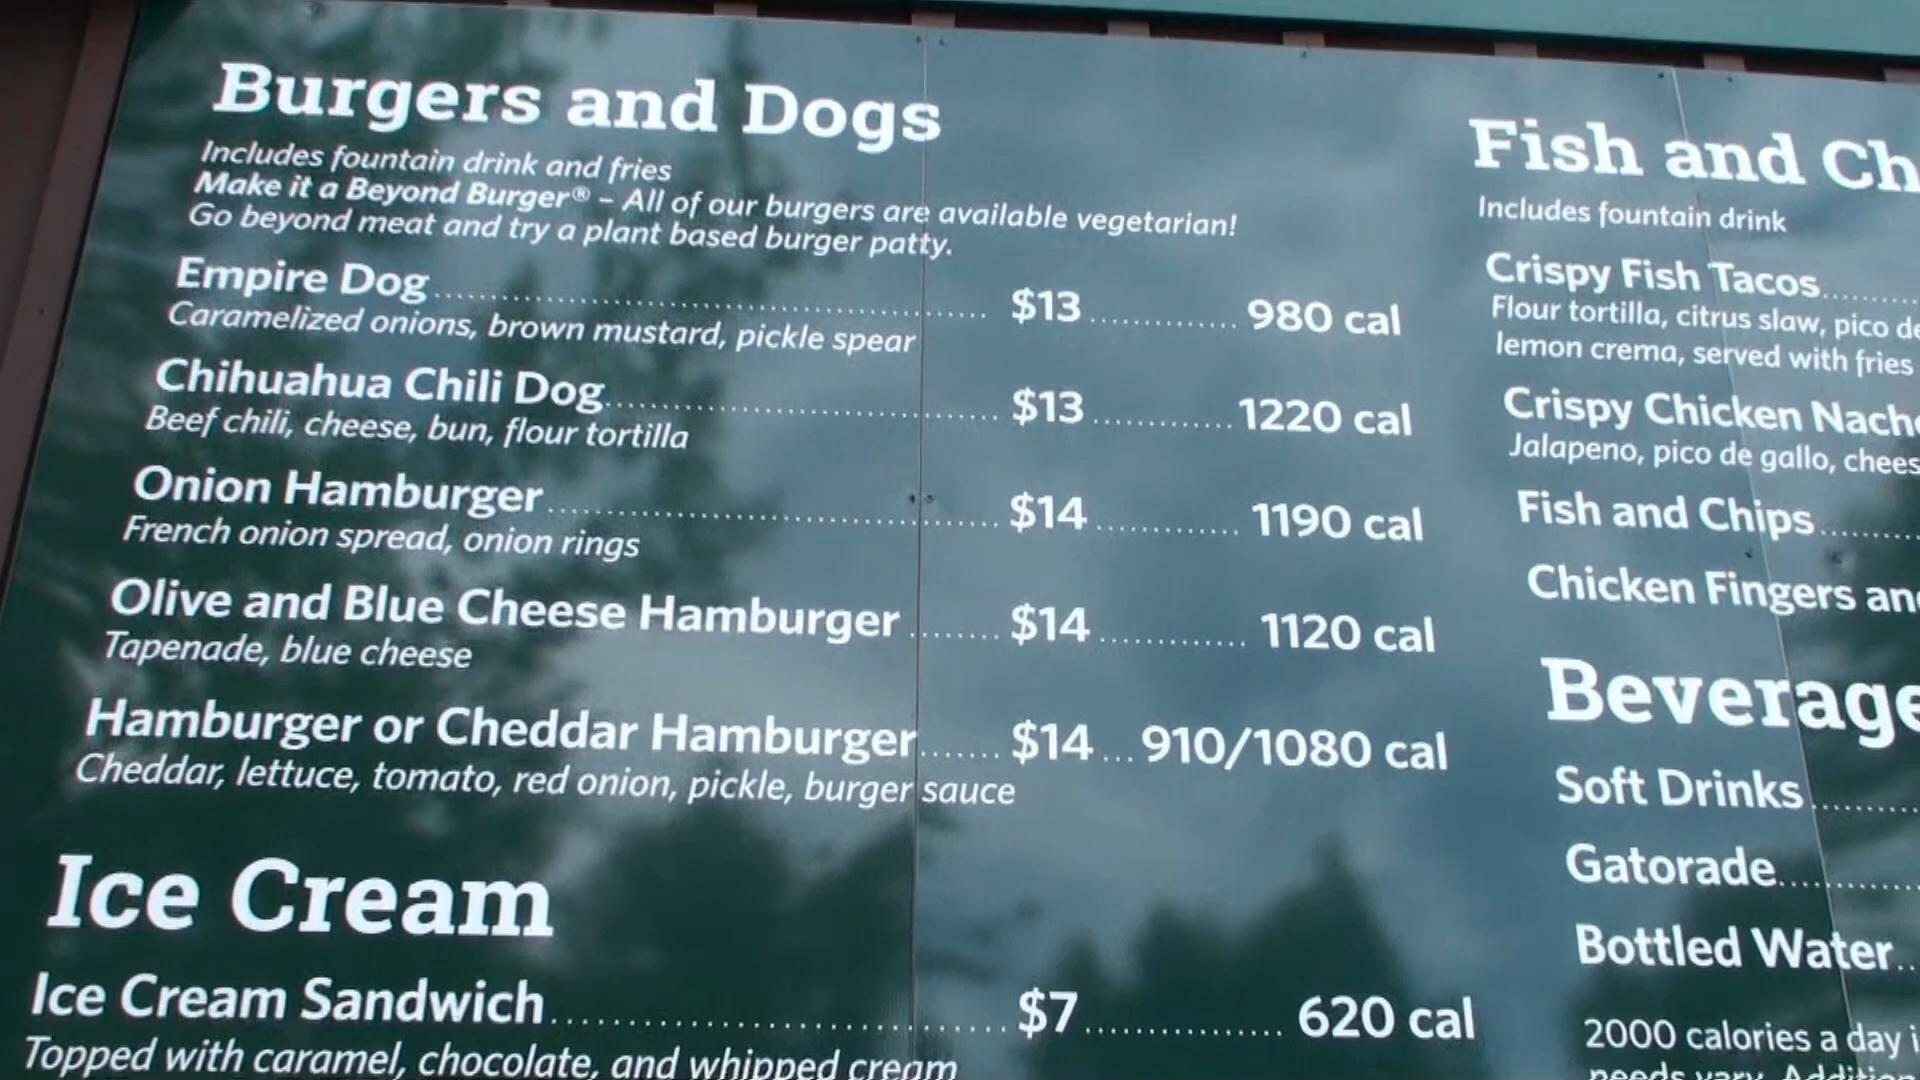 Burgers and Dogs
Includes fountain drink and fries
Make it a Beyond Burger® – All of our burgers are available vegetarian!
Go beyond meat and try a plant based burger patty.
Empire Dog $13 980 cal
Caramelized onions, brown mustard, pickle spear
Chihuahua Chili Dog $13 1220 cal
Beef chili, cheese, bun, flour tortilla
Onion Hamburger $14 1190 cal
French onion spread, onion rings
Olive and Blue Cheese Hamburger $14 1120 cal
Tapenade, blue cheese
Hamburger or Cheddar Hamburger $14 910/1080 cal
Cheddar, lettuce, tomato, red onion, pickle, burger sauce
Ice Cream
Ice Cream Sandwich $7 620 cal
Topped with caramel, chocolate, and whipped cream
Fish and Ch
Includes fountain drink
Crispy Fish Tacos
Flour tortilla, citrus slaw, pico de
lemon crema, served with fries
Crispy Chicken Nach
Jalapeno, pico de gallo, chees
Fish and Chips
Chicken Fingers and
Beverage
Soft Drinks
Gatorade
Bottled Water
2000 calories a day i
needs vary. Addition